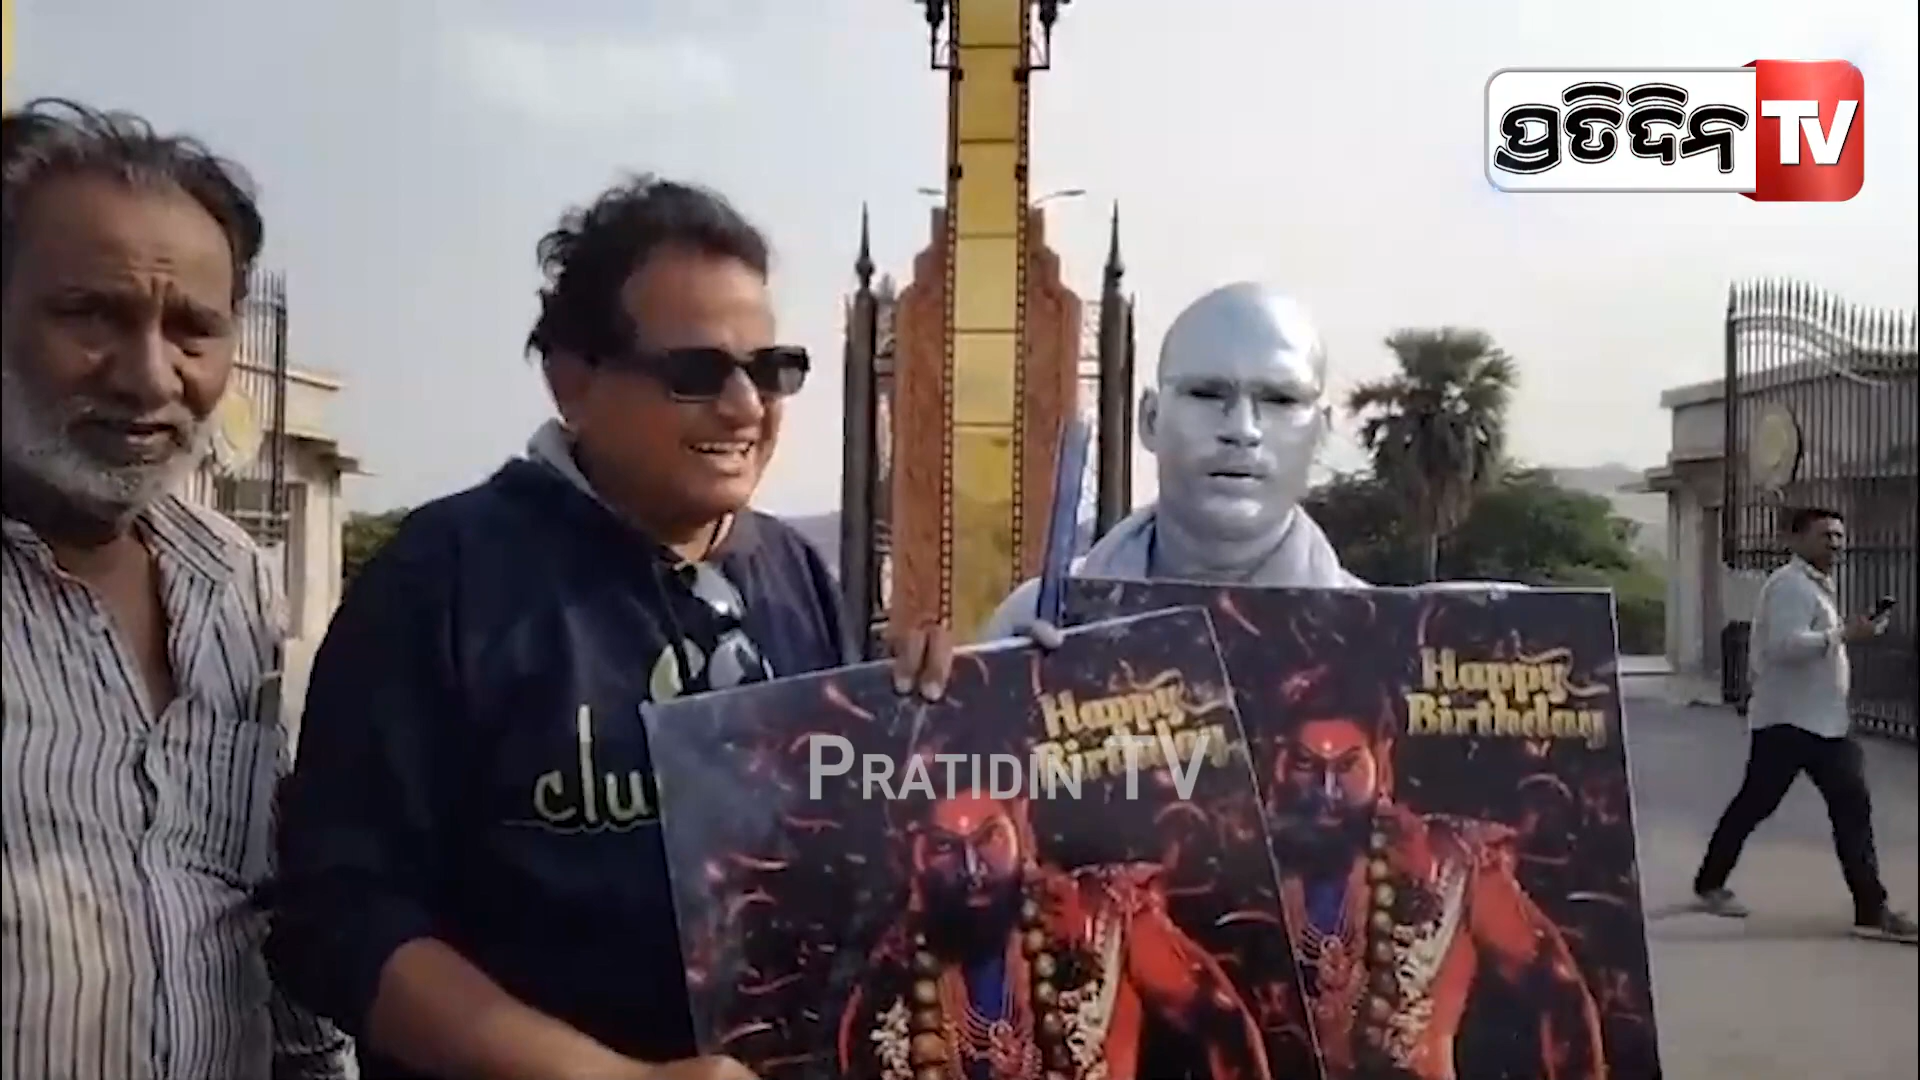 ପ୍ରତିଦିନ TV
Happy
Birthday
Happy
Birthday
clu
PRATIDIN TV